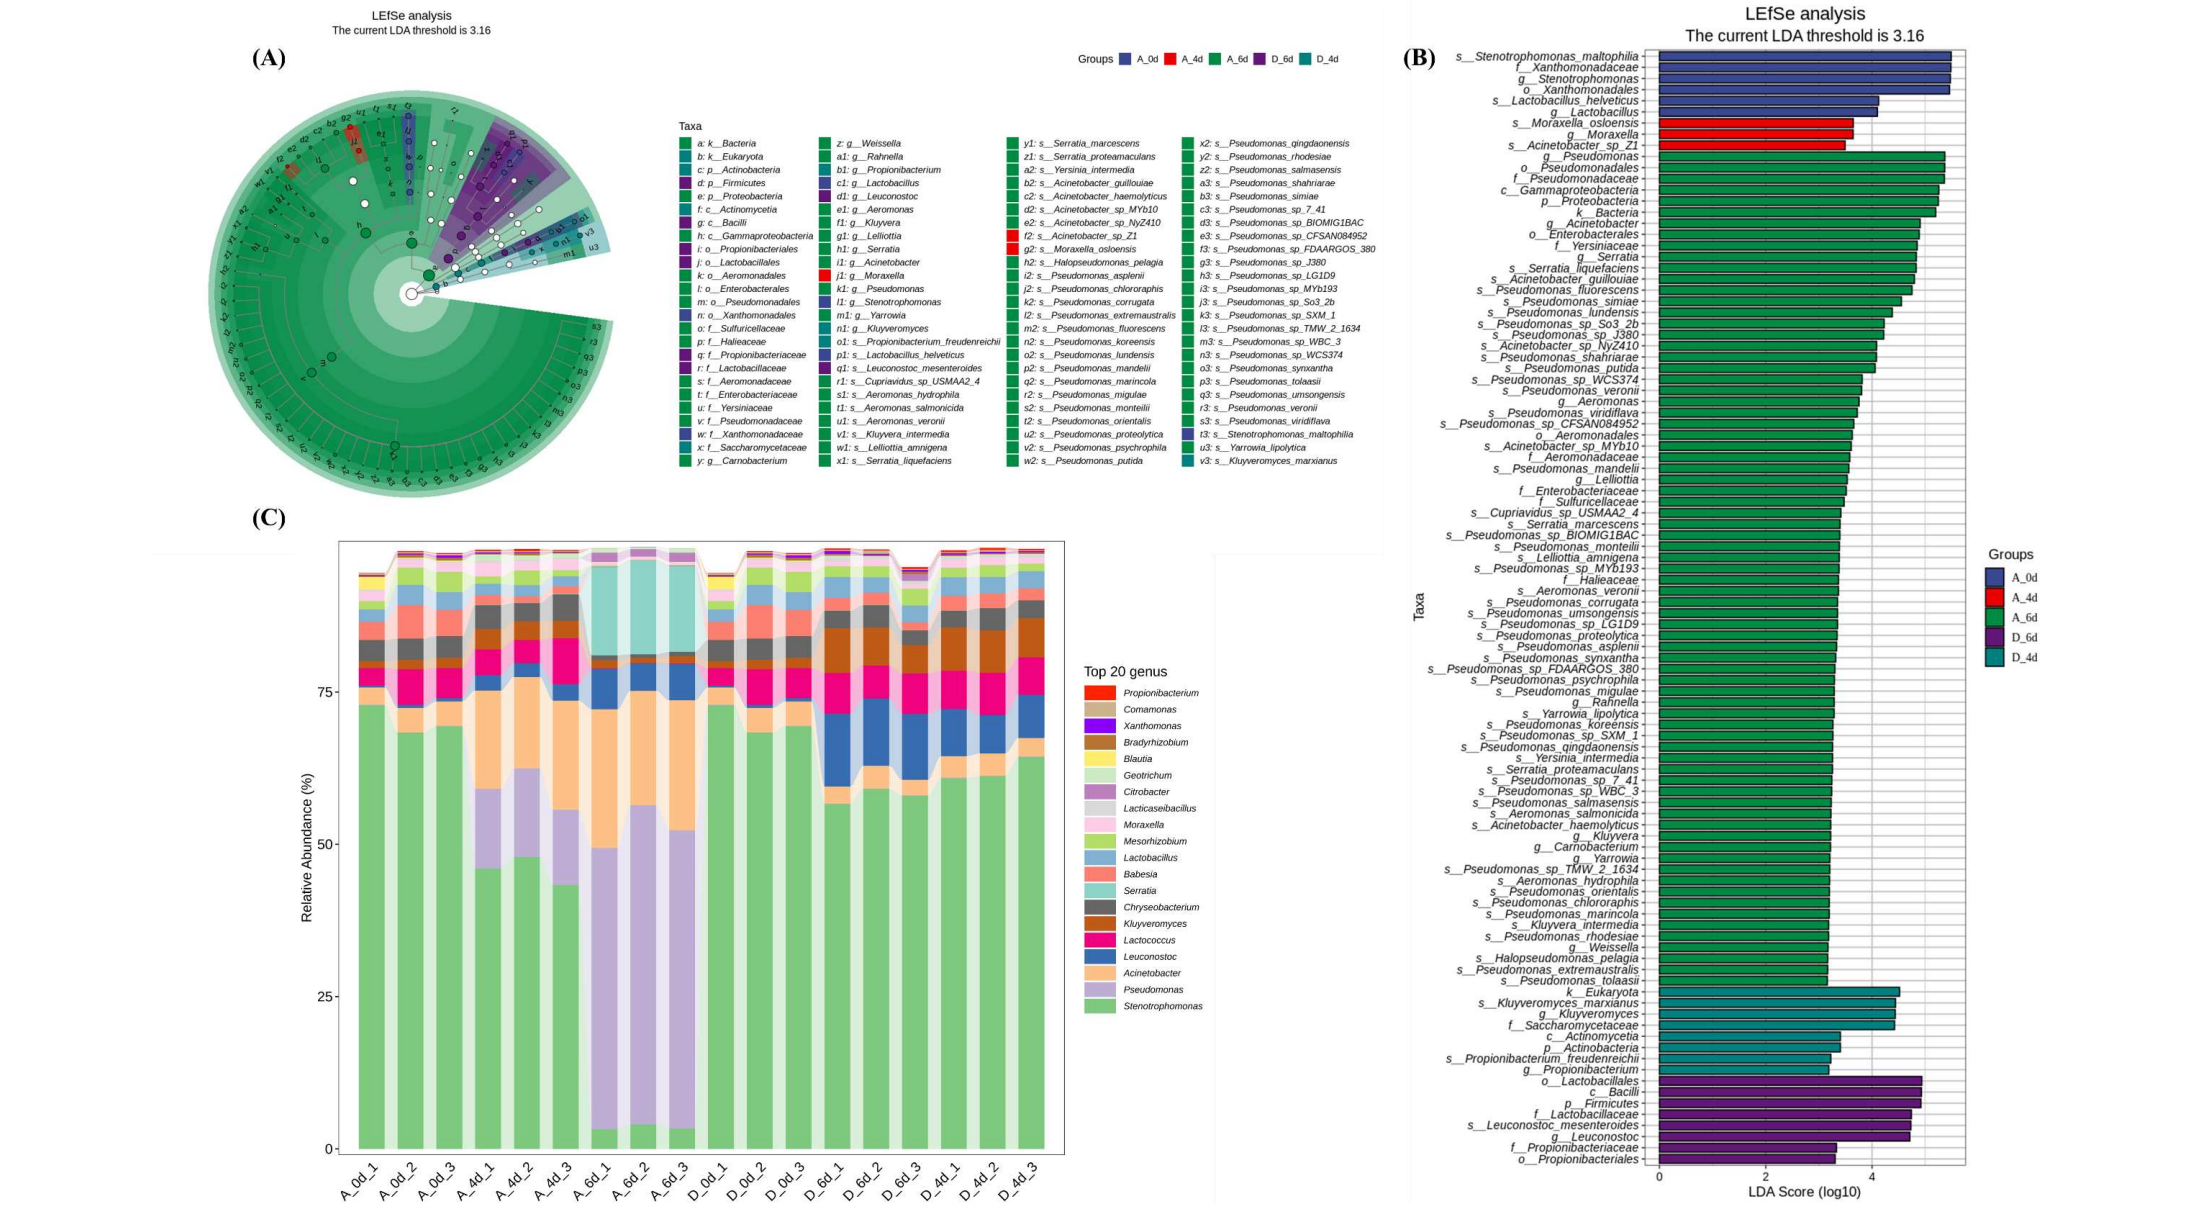 LEfSe analysis
The current LDA threshold is 3.16
(A)
Groups A_0d A_4d A_6d D_6d D_4d
Taxa
a: k__Bacteria
b: k__Eukaryota
c: p__Actinobacteria
d: p__Firmicutes
e: p__Proteobacteria
f: c__Actinomycetia
g: c__Bacilli
h: c__Gammaproteobacteria
i: o__Propionibacteriales
j: o__Lactobacillales
k: o__Aeromonadales
l: o__Enterobacterales
m: o__Pseudomonadales
n: o__Xanthomonadales
o: f__Sulfuricellaceae
p: f__Halieaceae
q: f__Propionibacteriaceae
r: f__Lactobacillaceae
s: f__Aeromonadaceae
t: f__Enterobacteriaceae
u: f__Yersiniaceae
v: f__Pseudomonadaceae
w: f__Xanthomonadaceae
x: f__Saccharomycetaceae
y: g__Carnobacterium
z: g__Weissella
a1: g__Rahnella
b1: g__Propionibacterium
c1: g__Lactobacillus
d1: g__Leuconostoc
e1: g__Aeromonas
f1: g__Kluyvera
g1: g__Lelliottia
h1: g__Serratia
i1: g__Acinetobacter
j1: g__Moraxella
k1: g__Pseudomonas
l1: g__Stenotrophomonas
m1: g__Yarrowia
n1: g__Kluyveromyces
o1: s__Propionibacterium_freudenreichii
p1: s__Lactobacillus_helveticus
q1: s__Leuconostoc_mesenteroides
r1: s__Cupriavidus_sp_USMAA2_4
s1: s__Aeromonas_hydrophila
t1: s__Aeromonas_salmonicida
u1: s__Aeromonas_veronii
v1: s__Kluyvera_intermedia
w1: s__Lelliottia_amnigena
x1: s__Serratia_liquefaciens
y1: s__Serratia_marcescens
z1: s__Serratia_proteamaculans
a2: s__Yersinia_intermedia
b2: s__Acinetobacter_guillouiae
c2: s__Acinetobacter_haemolyticus
d2: s__Acinetobacter_sp_MYb10
e2: s__Acinetobacter_sp_NyZ410
f2: s__Acinetobacter_sp_Z1
g2: s__Moraxella_osloensis
h2: s__Halopseudomonas_pelagia
i2: s__Pseudomonas_asplenii
j2: s__Pseudomonas_chlororaphis
k2: s__Pseudomonas_corrugata
l2: s__Pseudomonas_extremaustralis
m2: s__Pseudomonas_fluorescens
n2: s__Pseudomonas_koreensis
o2: s__Pseudomonas_lundensis
p2: s__Pseudomonas_mandelii
q2: s__Pseudomonas_marincola
r2: s__Pseudomonas_migulae
s2: s__Pseudomonas_monteilii
t2: s__Pseudomonas_orientalis
u2: s__Pseudomonas_proteolytica
v2: s__Pseudomonas_psychrophila
w2: s__Pseudomonas_putida
x2: s__Pseudomonas_qingdaonensis
y2: s__Pseudomonas_rhodesiae
z2: s__Pseudomonas_salmasensis
a3: s__Pseudomonas_shahriarae
b3: s__Pseudomonas_simiae
c3: s__Pseudomonas_sp_7_41
d3: s__Pseudomonas_sp_BIOMIG1BAC
e3: s__Pseudomonas_sp_CFSAN084952
f3: s__Pseudomonas_sp_FDAARGOS_380
g3: s__Pseudomonas_sp_J380
h3: s__Pseudomonas_sp_LG1D9
i3: s__Pseudomonas_sp_MYb193
j3: s__Pseudomonas_sp_So3_2b
k3: s__Pseudomonas_sp_SXM_1
l3: s__Pseudomonas_sp_TMW_2_1634
m3: s__Pseudomonas_sp_WBC_3
n3: s__Pseudomonas_sp_WCS374
o3: s__Pseudomonas_synxantha
p3: s__Pseudomonas_tolaasii
q3: s__Pseudomonas_umsongensis
r3: s__Pseudomonas_veronii
s3: s__Pseudomonas_viridiflava
t3: s__Stenotrophomonas_maltophilia
u3: s__Yarrowia_lipolytica
v3: s__Kluyveromyces_marxianus
(B)
LEfSe analysis
The current LDA threshold is 3.16
Taxa
s__Stenotrophomonas_maltophilia
f__Xanthomonadaceae
g__Stenotrophomonas
o__Xanthomonadales
s__Lactobacillus_helveticus
g__Lactobacillus
s__Moraxella_osloensis
g__Moraxella
s__Acinetobacter_sp_Z1
g__Pseudomonas
o__Pseudomonadales
f__Pseudomonadaceae
c__Gammaproteobacteria
p__Proteobacteria
k__Bacteria
g__Acinetobacter
o__Enterobacterales
f__Yersiniaceae
g__Serratia
s__Serratia_liquefaciens
s__Acinetobacter_guillouiae
s__Pseudomonas_fluorescens
s__Pseudomonas_simiae
s__Pseudomonas_lundensis
s__Pseudomonas_sp_So3_2b
s__Pseudomonas_sp_J380
s__Acinetobacter_sp_NyZ410
s__Pseudomonas_shahriarae
s__Pseudomonas_putida
s__Pseudomonas_sp_WCS374
s__Pseudomonas_veronii
g__Aeromonas
s__Pseudomonas_viridiflava
s__Pseudomonas_sp_CFSAN084952
o__Aeromonadales
s__Acinetobacter_sp_MYb10
f__Aeromonadaceae
s__Pseudomonas_mandelii
g__Lelliottia
f__Enterobacteriaceae
f__Sulfuricellaceae
s__Cupriavidus_sp_USMAA2_4
s__Serratia_marcescens
s__Pseudomonas_sp_BIOMIG1BAC
s__Pseudomonas_monteilii
s__Lelliottia_amnigena
s__Pseudomonas_sp_MYb193
f__Halieaceae
s__Aeromonas_veronii
s__Pseudomonas_corrugata
s__Pseudomonas_umsongensis
s__Pseudomonas_sp_LG1D9
s__Pseudomonas_proteolytica
s__Pseudomonas_asplenii
s__Pseudomonas_synxantha
s__Pseudomonas_sp_FDAARGOS_380
s__Pseudomonas_psychrophila
s__Pseudomonas_migulae
g__Rahnella
s__Yarrowia_lipolytica
s__Pseudomonas_koreensis
s__Pseudomonas_sp_SXM_1
s__Pseudomonas_qingdaonensis
s__Yersinia_intermedia
s__Serratia_proteamaculans
s__Pseudomonas_sp_7_41
s__Pseudomonas_sp_WBC_3
s__Pseudomonas_salmasensis
s__Aeromonas_salmonicida
s__Acinetobacter_haemolyticus
g__Kluyvera
g__Carnobacterium
g__Yarrowia
s__Pseudomonas_sp_TMW_2_1634
s__Aeromonas_hydrophila
s__Pseudomonas_orientalis
s__Pseudomonas_chlororaphis
s__Pseudomonas_marincola
s__Kluyvera_intermedia
s__Pseudomonas_rhodesiae
g__Weissella
s__Halopseudomonas_pelagia
s__Pseudomonas_extremaustralis
s__Pseudomonas_tolaasii
k__Eukaryota
s__Kluyveromyces_marxianus
g__Kluyveromyces
f__Saccharomycetaceae
c__Actinomycetia
p__Actinobacteria
s__Propionibacterium_freudenreichii
g__Propionibacterium
o__Lactobacillales
c__Bacilli
p__Firmicutes
f__Lactobacillaceae
s__Leuconostoc_mesenteroides
g__Leuconostoc
f__Propionibacteriaceae
o__Propionibacteriales
0 2 4
LDA Score (log10)
Groups
A_0d
A_4d
A_6d
D_6d
D_4d
(C)
Relative Abundance (%)
75
50
25
0
A_0d_1 A_0d_2 A_0d_3 A_4d_1 A_4d_2 A_4d_3 A_6d_1 A_6d_2 A_6d_3 D_0d_1 D_0d_2 D_0d_3 D_6d_1 D_6d_2 D_6d_3 D_4d_1 D_4d_2 D_4d_3
Top 20 genus
Propionibacterium
Comamonas
Xanthomonas
Bradyrhizobium
Blautia
Geotrichum
Citrobacter
Lacticaseibacillus
Moraxella
Mesorhizobium
Lactobacillus
Babesia
Serratia
Chryseobacterium
Kluyveromyces
Lactococcus
Leuconostoc
Acinetobacter
Pseudomonas
Stenotrophomonas